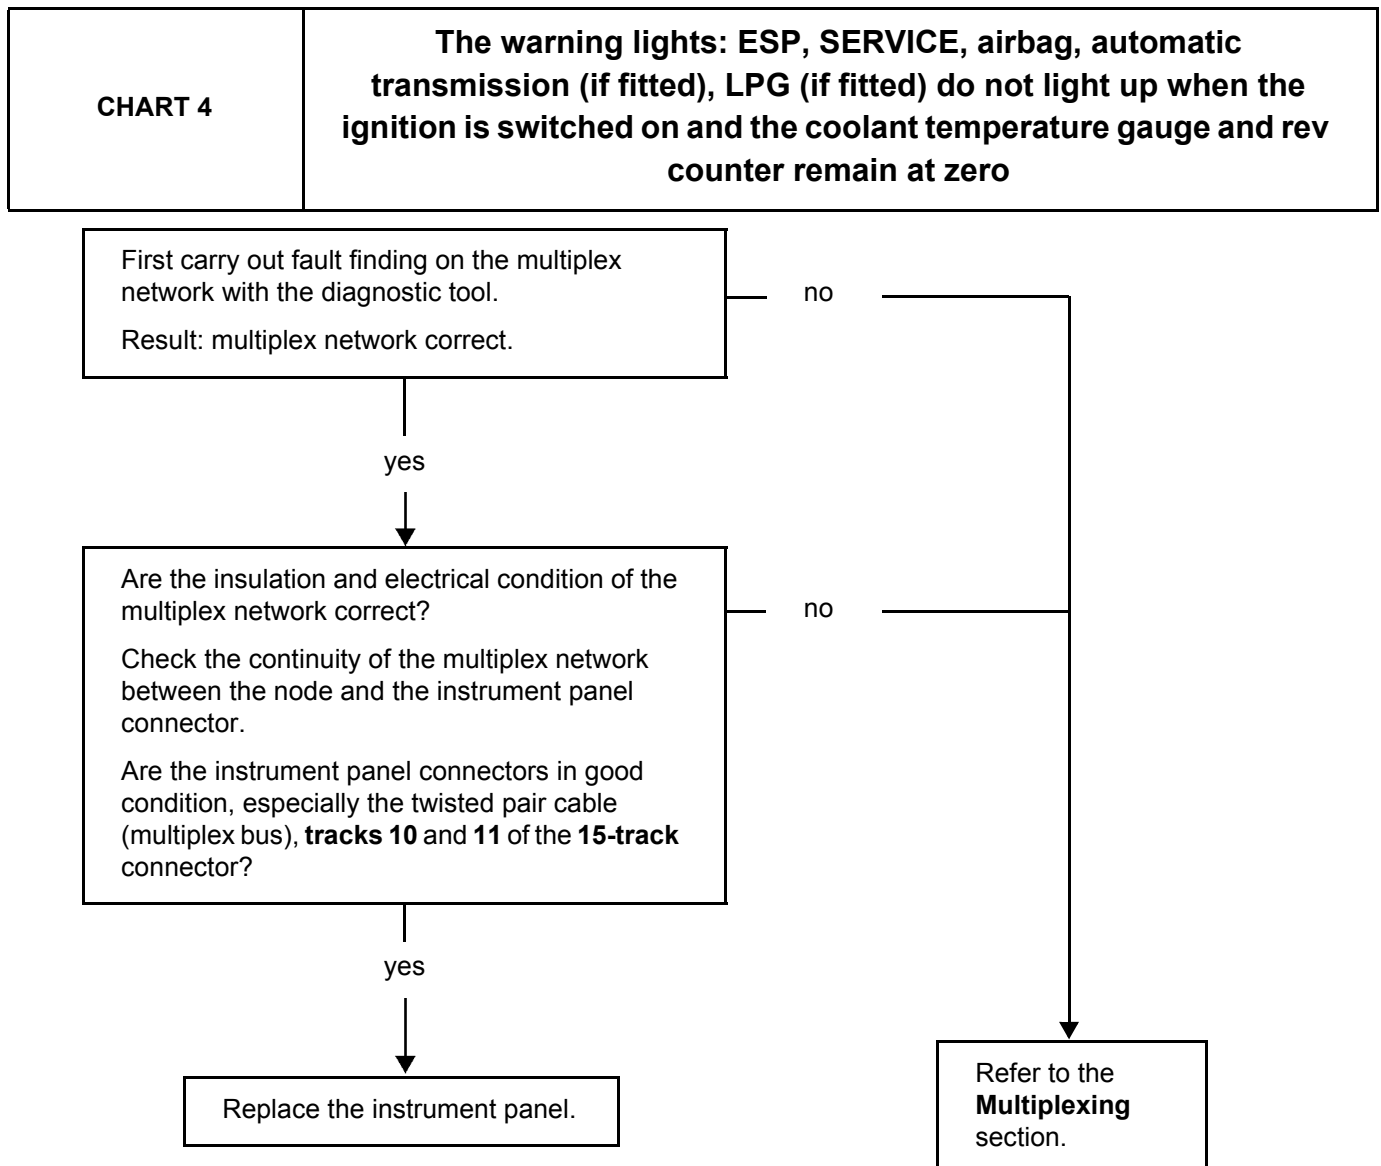 CHART 4
The warning lights: ESP, SERVICE, airbag, automatic
transmission (if fitted), LPG (if fitted) do not light up when the
ignition is switched on and the coolant temperature gauge and rev
counter remain at zero
First carry out fault finding on the multiplex
network with the diagnostic tool.
Result: multiplex network correct.
no
yes
Are the insulation and electrical condition of the
multiplex network correct?
Check the continuity of the multiplex network
between the node and the instrument panel
connector.
Are the instrument panel connectors in good
condition, especially the twisted pair cable
(multiplex bus), tracks 10 and 11 of the 15-track
connector?
no
yes
Replace the instrument panel.
Refer to the
Multiplexing
section.